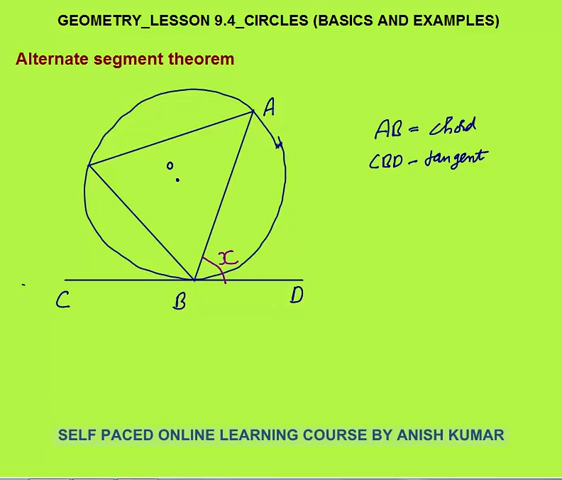 GEOMETRY_LESSON 9.4_CIRCLES (BASICS AND EXAMPLES)
Alternate segment theorem
A
AB = chord
CBD - tangent
O
x
C B D
SELF PACED ONLINE LEARNING COURSE BY ANISH KUMAR